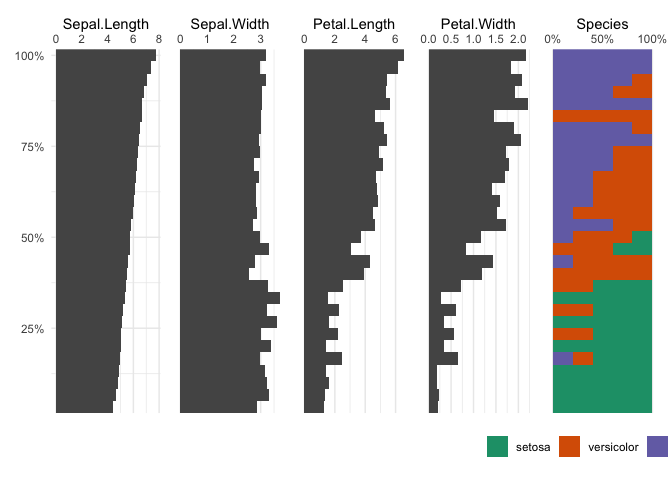 Sepal.Length Sepal.Width Petal.Length Petal.Width Species
0 2 4 6 8 0 1 2 3 0 2 4 6 0.0 0.5 1.0 1.5 2.0 0% 50% 100%
100%
75%
50%
25%
setosa versicolor